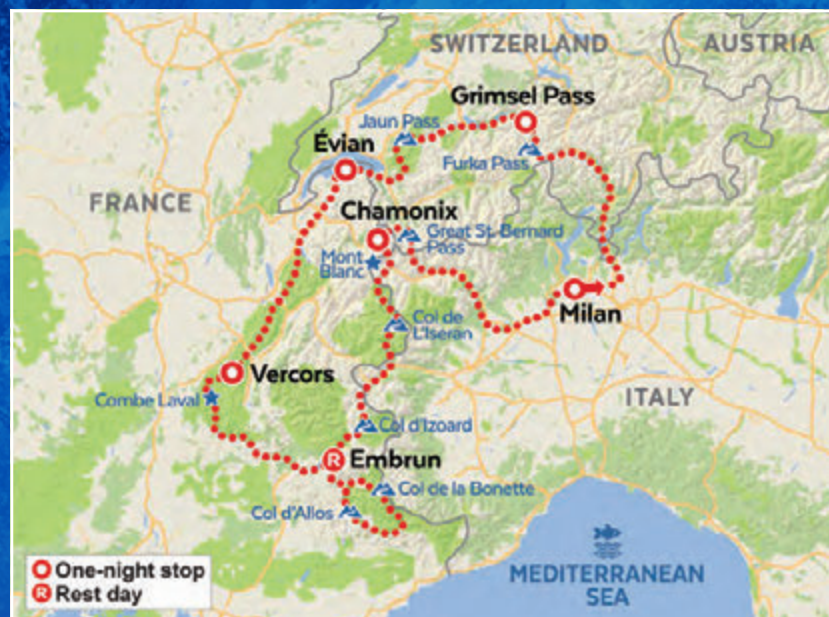 SWITZERLAND
AUSTRIA
Grimsel Pass
Jaun Pass
Évian
Furka Pass
FRANCE
Chamonix
Great St. Bernard
Pass
Mont
Blanc
Milan
Col de
L'Iseran
Vercors
Combe Laval
ITALY
Col d'Izoard
R Embrun
Col de la Bonette
Col d'Allos
One-night stop
R Rest day
MEDITERRANEAN
SEA